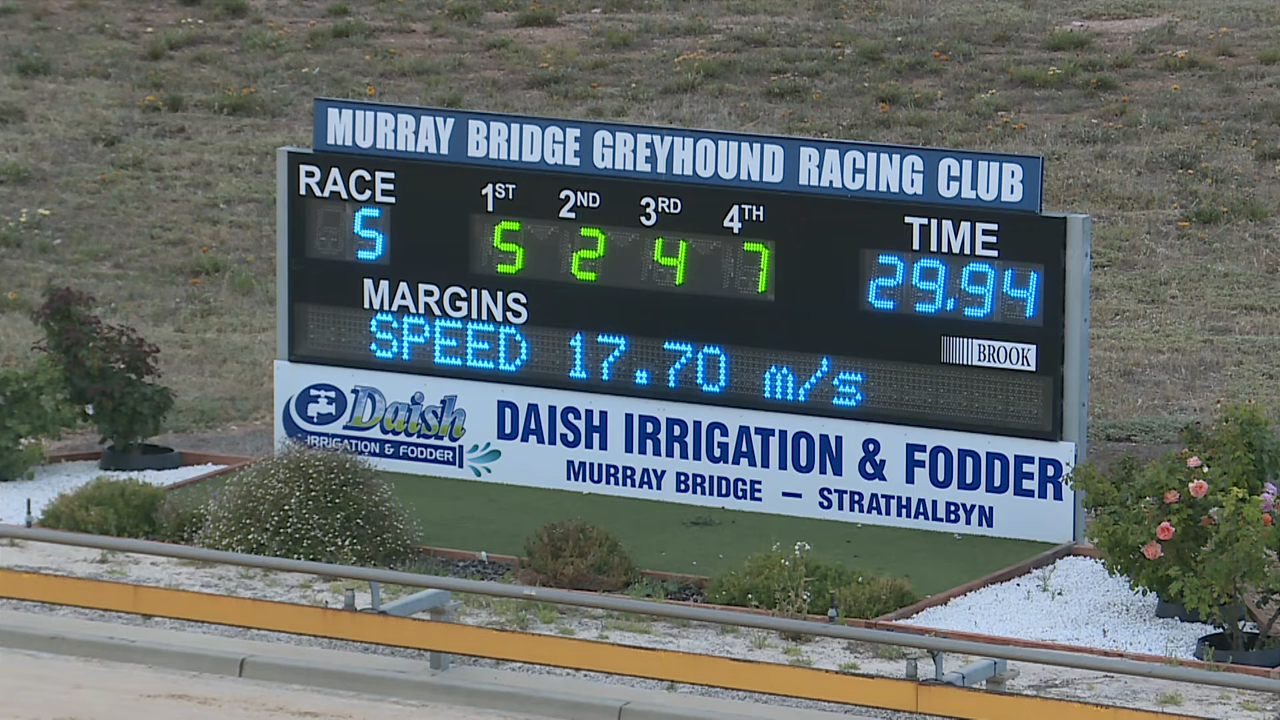 MURRAY BRIDGE GREYHOUND RACING CLUB
RACE 1ST 2ND 3RD 4TH TIME
5 5 2 4 7 29.94
MARGINS
SPEED 17.70 m/s
BROOK
Daish
IRRIGATION & FODDER
DAISH IRRIGATION & FODDER
MURRAY BRIDGE – STRATHALBYN